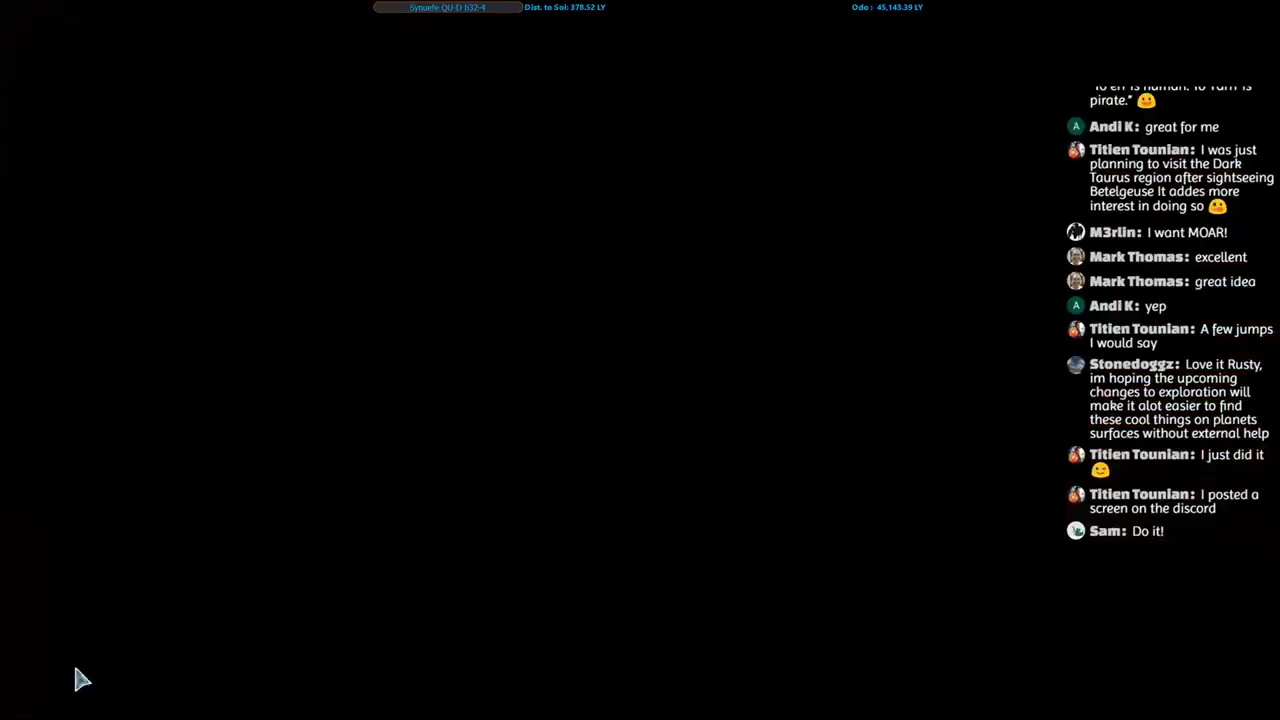 Synuefe QU-D b32-4 Dist. to Sol: 378.52 LY Odo : 45,143.39 LY
pirate."
A Andi K: great for me
Titien Tounian: I was just
planning to visit the Dark
Taurus region after sightseeing
Betelgeuse It addes more
interest in doing so
M3rlin: I want MOAR!
Mark Thomas: excellent
Mark Thomas: great idea
A Andi K: yep
Titien Tounian: A few jumps
I would say
Stonedoggz: Love it Rusty,
im hoping the upcoming
changes to exploration will
make it alot easier to find
these cool things on planets
surfaces without external help
Titien Tounian: I just did it
Titien Tounian: I posted a
screen on the discord
Sam: Do it!